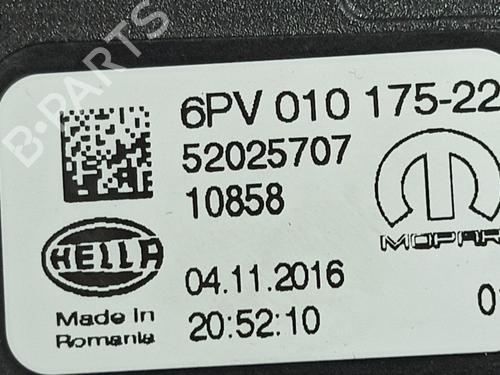 B-PARTS
6PV 010 175-22
52025707
10858
MOPAR
HELLA
04.11.2016
Made in
Romania
20:52:10